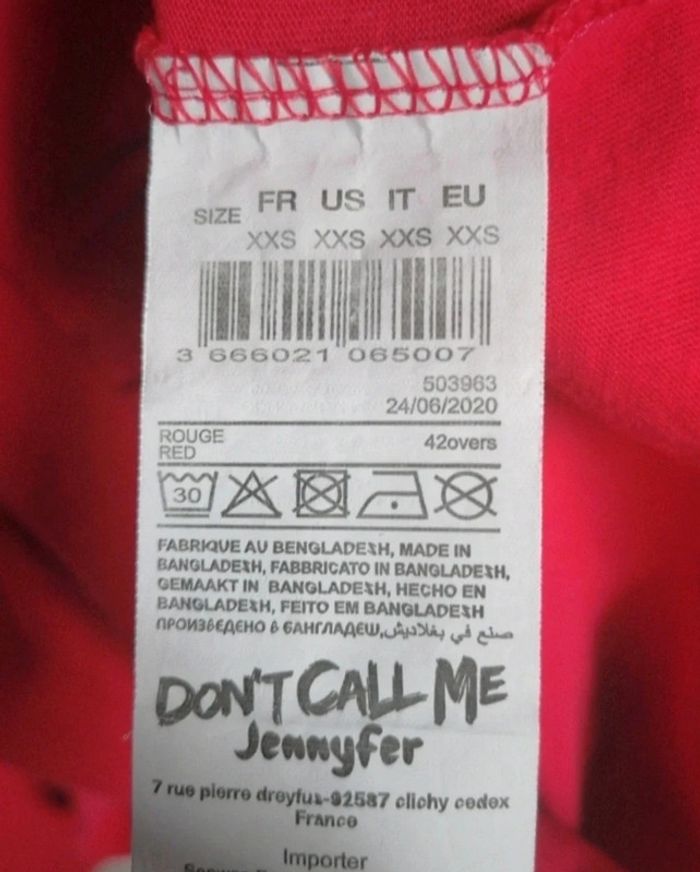 SIZE FR US IT EU
XXS XXS XXS XXS
3 666021 065007
503963
24/06/2020
ROUGE
RED
42overs
30
FABRIQUE AU BENGLADESH, MADE IN
BANGLADESH, FABBRICATO IN BANGLADESH,
GEMAAKT IN BANGLADESH, HECHO EN
BANGLADESH, FEITO EM BANGLADESH
ПРОИЗВЕДЕНО В БАНГЛАДЕШ, صنع في بغلاديش
DON'T CALL ME
Jennyfer
7 rue pierre dreyfus-92587 clichy cedex
France
Importer